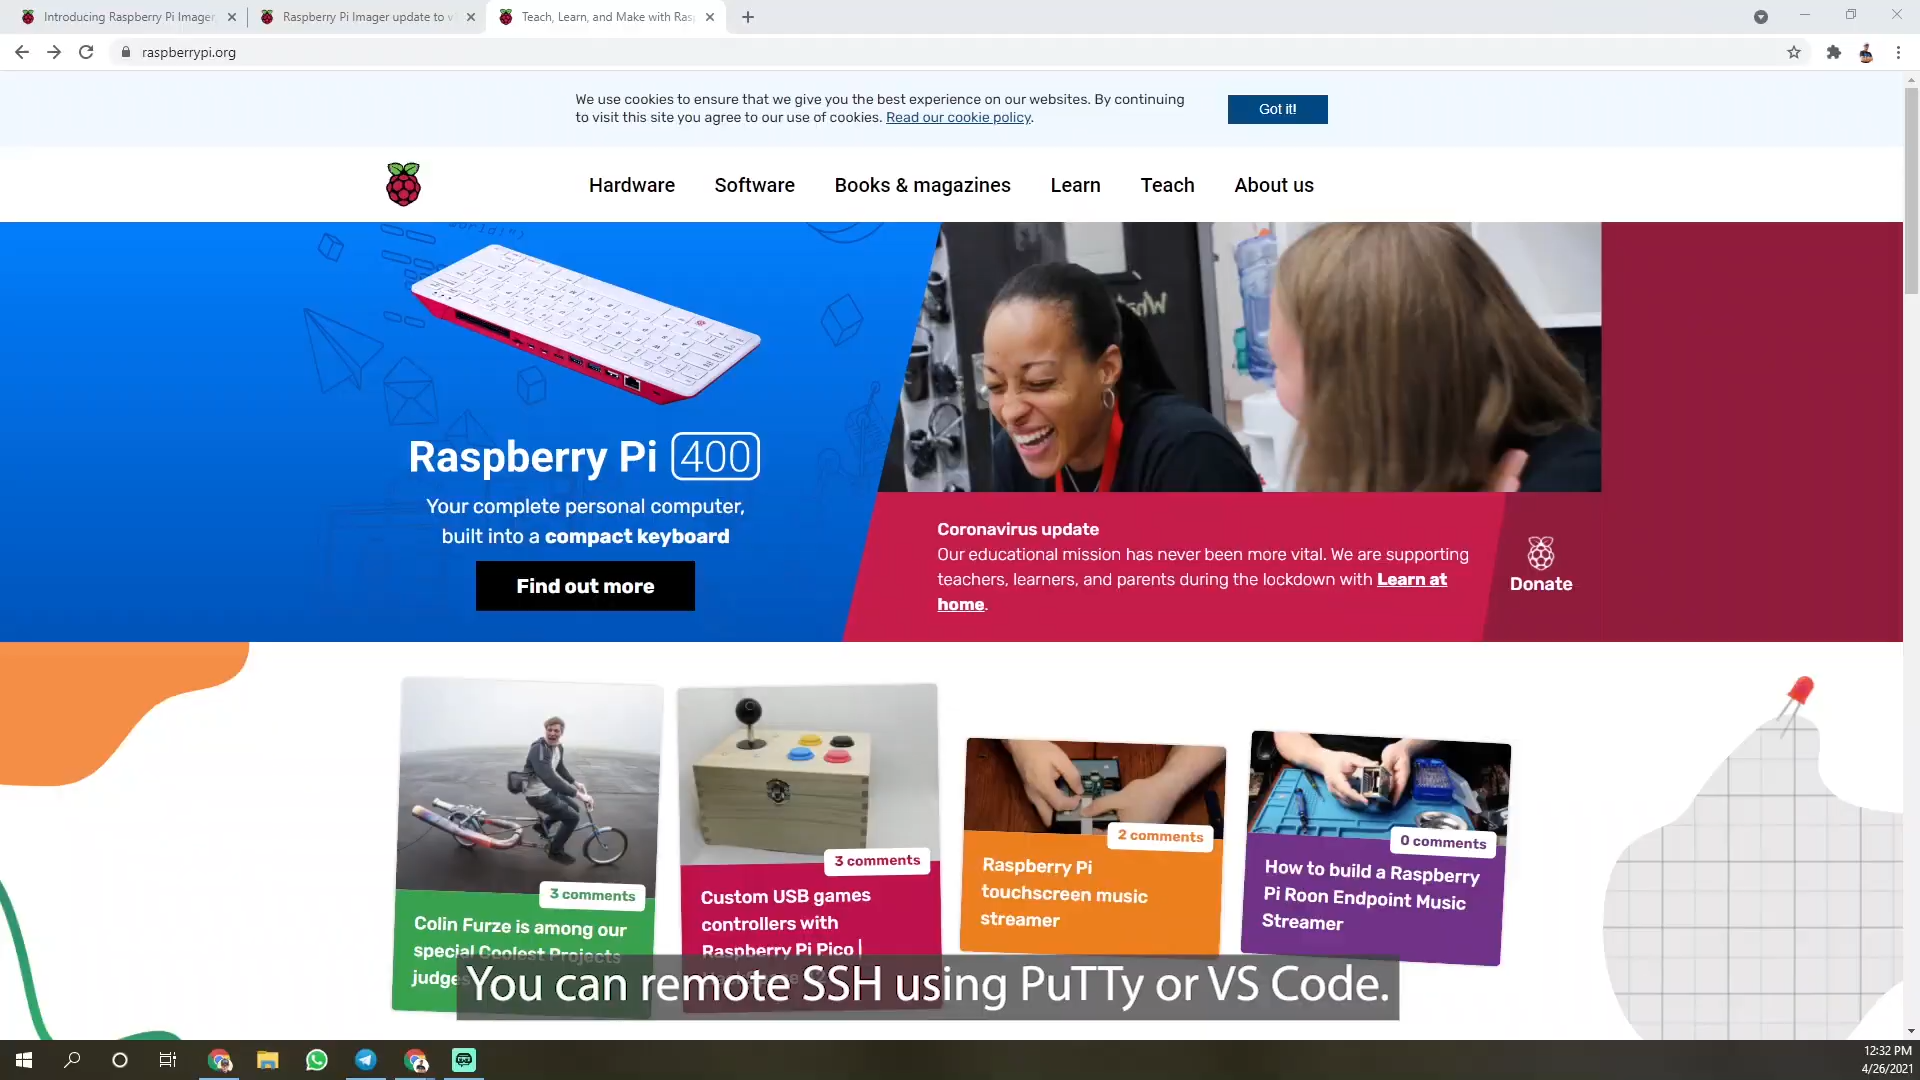 Introducing Raspberry Pi Imager
Raspberry Pi Imager update to v
Teach, Learn, and Make with Ras
raspberrypi.org
We use cookies to ensure that we give you the best experience on our websites. By continuing
to visit this site you agree to our use of cookies. Read our cookie policy.
Got it!
Hardware
Software
Books & magazines
Learn
Teach
About us
Raspberry Pi 400
Your complete personal computer,
built into a compact keyboard
Find out more
Coronavirus update
Our educational mission has never been more vital. We are supporting
teachers, learners, and parents during the lockdown with Learn at
home.
Donate
3 comments
Colin Furze is among our
special Coolest Projects
judges
3 comments
Custom USB games
controllers with
Raspberry Pi Pico |
2 comments
Raspberry Pi
touchscreen music
streamer
0 comments
How to build a Raspberry
Pi Roon Endpoint Music
Streamer
You can remote SSH using PuTTy or VS Code.
12:32 PM
4/26/2021